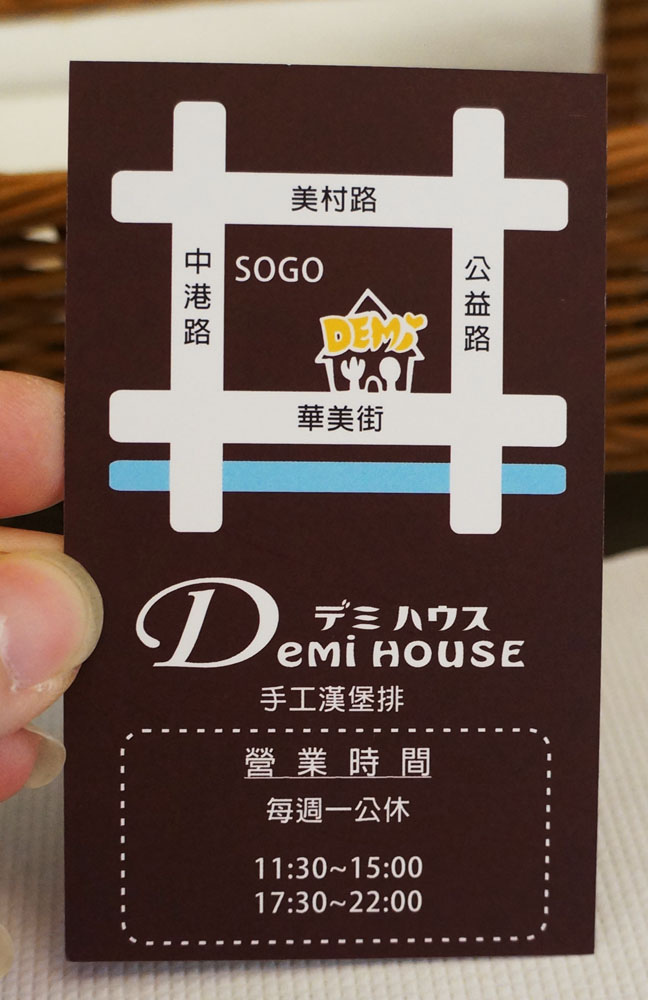 美村路
中港路
SOGO
公益路
DEMi
華美街
デミ ハウス
Demi HOUSE
手工漢堡排
營業時間
每週一公休
11:30~15:00
17:30~22:00